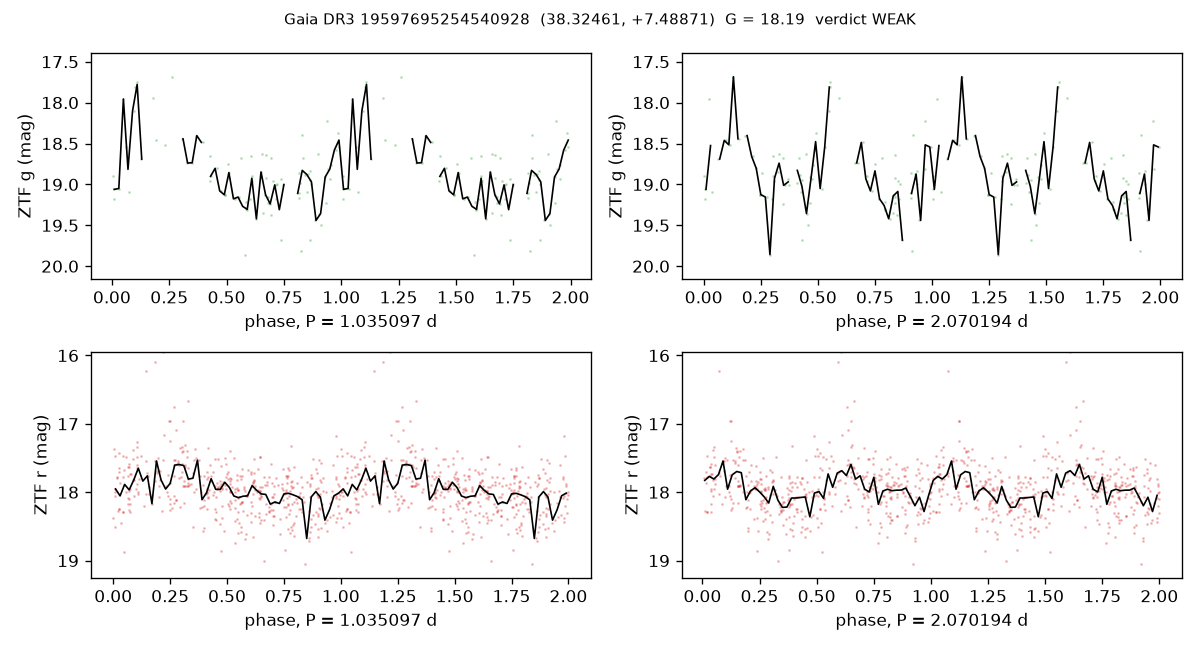 Gaia DR3 19597695254540928  (38.32461, +7.48871)  G = 18.19  verdict WEAK
17.5
18.0
18.5
19.0
19.5
20.0
ZTF g (mag)
0.00 0.25 0.50 0.75 1.00 1.25 1.50 1.75 2.00
phase, P = 1.035097 d
17.5
18.0
18.5
19.0
19.5
20.0
ZTF g (mag)
0.00 0.25 0.50 0.75 1.00 1.25 1.50 1.75 2.00
phase, P = 2.070194 d
16
17
18
19
ZTF r (mag)
0.00 0.25 0.50 0.75 1.00 1.25 1.50 1.75 2.00
phase, P = 1.035097 d
16
17
18
19
ZTF r (mag)
0.00 0.25 0.50 0.75 1.00 1.25 1.50 1.75 2.00
phase, P = 2.070194 d